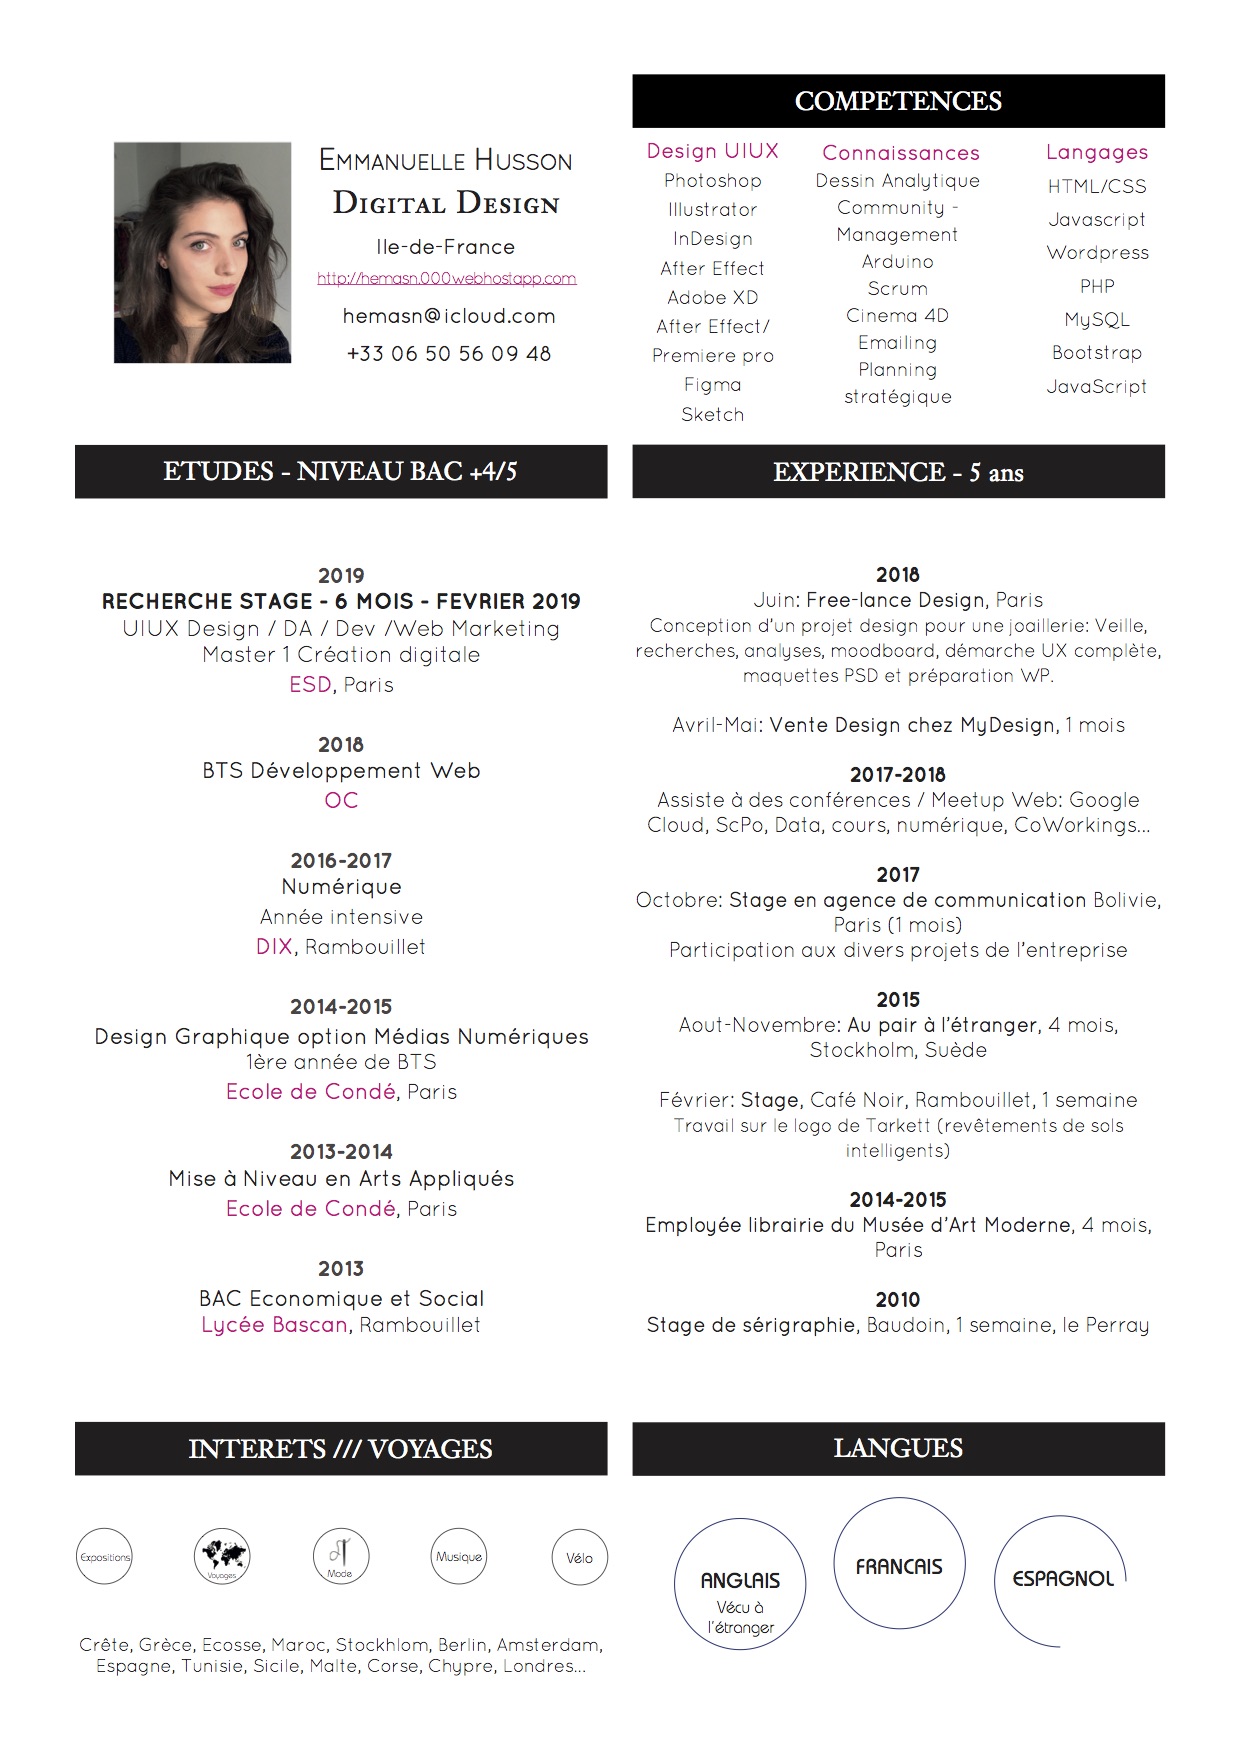 EMMANUELLE HUSSON
DIGITAL DESIGN
Ile-de-France
http://hemasn.000webhostapp.com
hemasn@icloud.com
+33 06 50 56 09 48
COMPETENCES
Design UIUX
Photoshop
Illustrator
InDesign
After Effect
Adobe XD
After Effect/
Premiere pro
Figma
Sketch
Connaissances
Dessin Analytique
Community -
Management
Arduino
Scrum
Cinema 4D
Emailing
Planning
stratégique
Langages
HTML/CSS
Javascript
Wordpress
PHP
MySQL
Bootstrap
JavaScript
ETUDES - NIVEAU BAC +4/5
2019
RECHERCHE STAGE - 6 MOIS - FEVRIER 2019
UIUX Design / DA / Dev /Web Marketing
Master 1 Création digitale
ESD, Paris
2018
BTS Développement Web
OC
2016-2017
Numérique
Année intensive
DIX, Rambouillet
2014-2015
Design Graphique option Médias Numériques
1ère année de BTS
Ecole de Condé, Paris
2013-2014
Mise à Niveau en Arts Appliqués
Ecole de Condé, Paris
2013
BAC Economique et Social
Lycée Bascan, Rambouillet
EXPERIENCE - 5 ans
2018
Juin: Free-lance Design, Paris
Conception d'un projet design pour une joaillerie: Veille,
recherches, analyses, moodboard, démarche UX complète,
maquettes PSD et préparation WP.
Avril-Mai: Vente Design chez MyDesign, 1 mois
2017-2018
Assiste à des conférences / Meetup Web: Google
Cloud, ScPo, Data, cours, numérique, CoWorkings...
2017
Octobre: Stage en agence de communication Bolivie,
Paris (1 mois)
Participation aux divers projets de l'entreprise
2015
Aout-Novembre: Au pair à l'étranger, 4 mois,
Stockholm, Suède
Février: Stage, Café Noir, Rambouillet, 1 semaine
Travail sur le logo de Tarkett (revêtements de sols
intelligents)
2014-2015
Employée librairie du Musée d'Art Moderne, 4 mois,
Paris
2010
Stage de sérigraphie, Baudoin, 1 semaine, le Perray
INTERETS /// VOYAGES
Expositions
Voyages
Mode
Musique
Vélo
Crête, Grèce, Ecosse, Maroc, Stockhlom, Berlin, Amsterdam,
Espagne, Tunisie, Sicile, Malte, Corse, Chypre, Londres...
LANGUES
ANGLAIS
Vécu à
l'étranger
FRANCAIS
ESPAGNOL